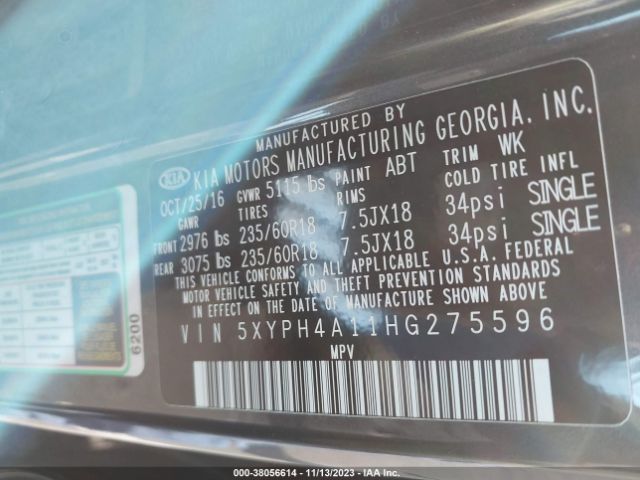 MANUFACTURED BY
KIA KIA MOTORS MANUFACTURING GEORGIA. INC.
OCT/25/16 GVWR 5115 lbs PAINT ABT TRIM WK
GAWR TIRES RIMS COLD TIRE INFL
FRONT 2976 lbs 235/60R18 7.5JX18 34psi SINGLE
REAR 3075 lbs 235/60R18 7.5JX18 34psi SINGLE
THIS VEHICLE CONFORMS TO ALL APPLICABLE U.S.A. FEDERAL
MOTOR VEHICLE SAFETY AND THEFT PREVENTION STANDARDS
IN EFFECT ON THE DATE OF MANUFACTURE SHOWN ABOVE
VIN 5XYPH4A11HG275596
MPV
6200
000-38056614 - 11/13/2023 - IAA Inc.